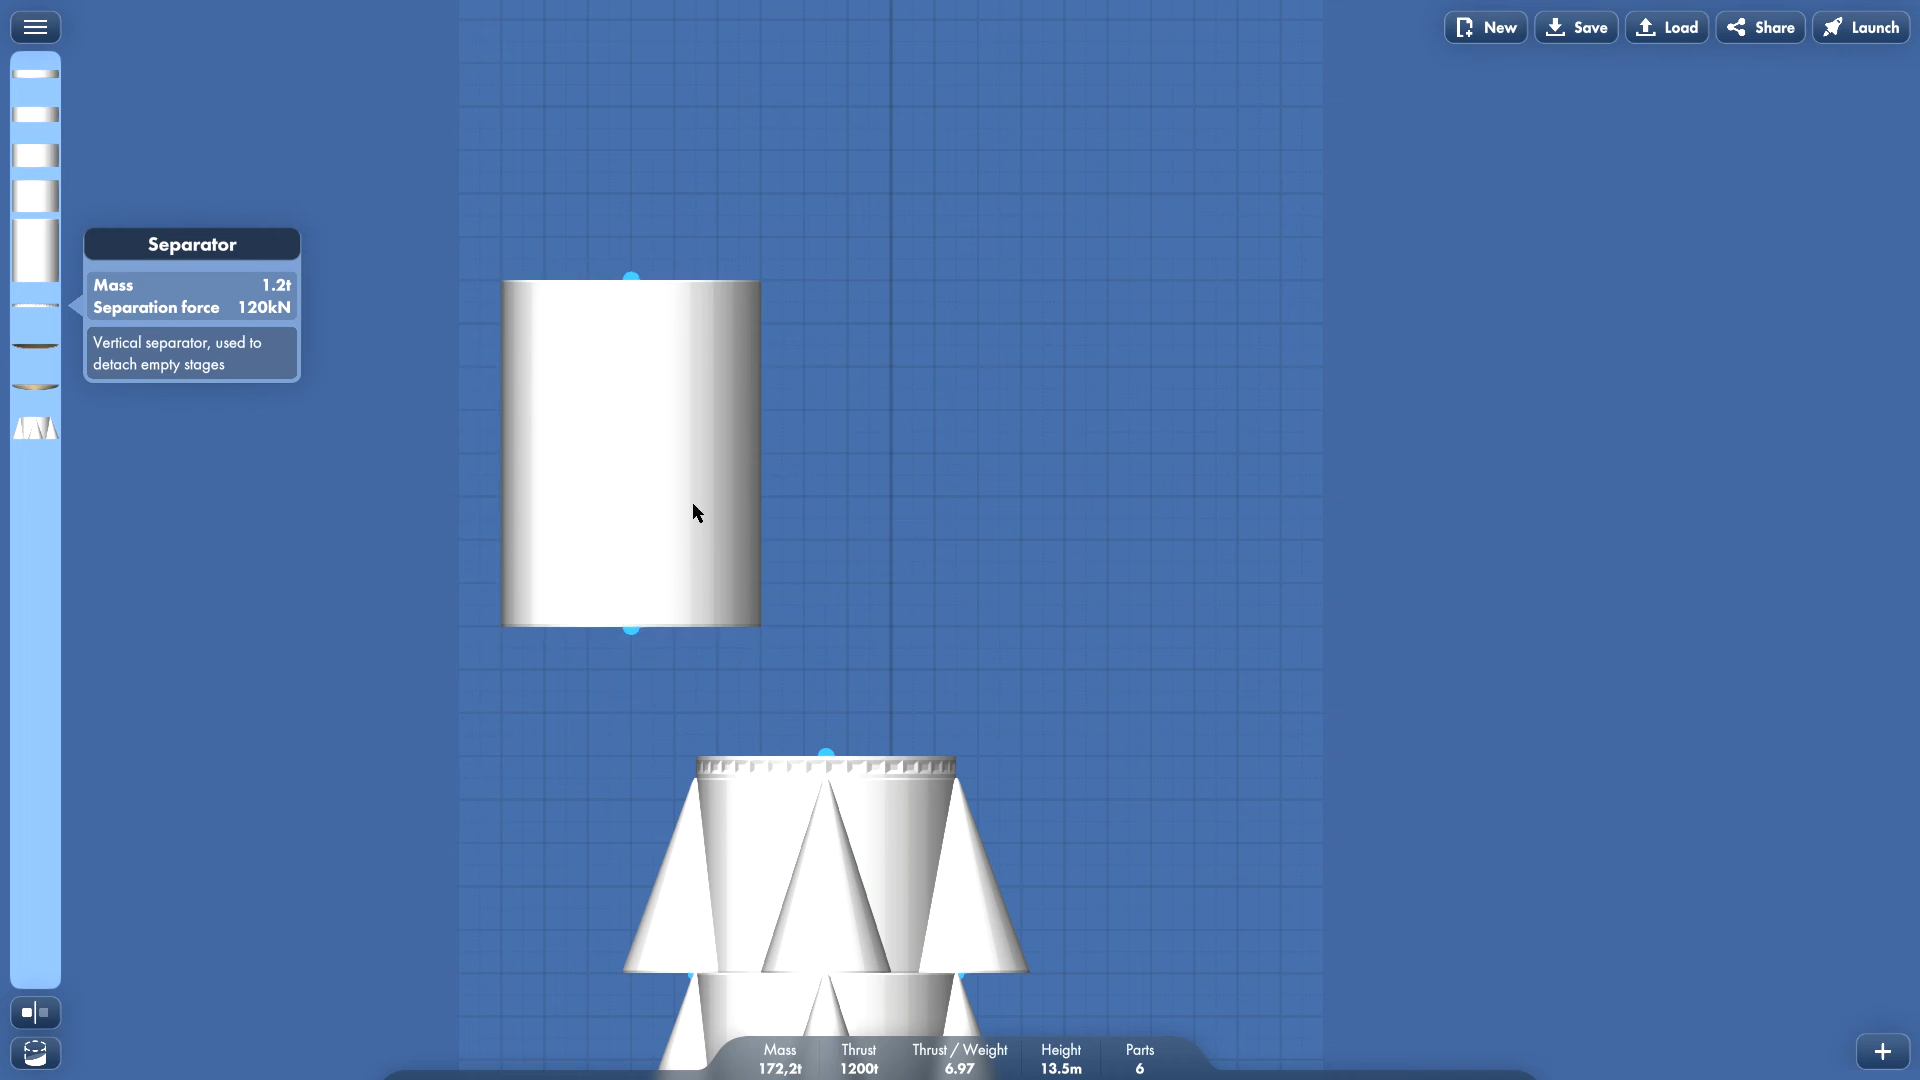 New
Save
Load
Share
Launch
Separator
Mass 1.2t
Separation force 120kN
Vertical separator, used to
detach empty stages
Mass Thrust Thrust / Weight Height Parts
172,2t 1200t 6.97 13.5m 6